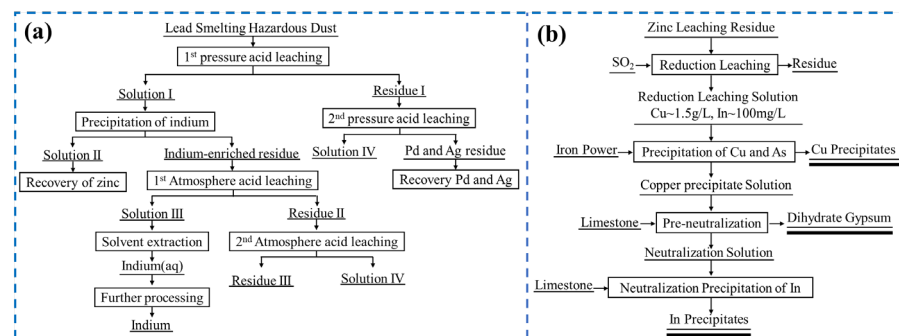 (a)
Lead Smelting Hazardous Dust
1st pressure acid leaching
Solution I
Residue I
Precipitation of indium
2nd pressure acid leaching
Solution II
Indium-enriched residue
Solution IV
Pd and Ag residue
Recovery of zinc
1st Atmosphere acid leaching
Recovery Pd and Ag
Solution III
Residue II
Solvent extraction
2nd Atmosphere acid leaching
Indium(aq)
Residue III
Solution IV
Further processing
Indium
(b)
Zinc Leaching Residue
SO2
Reduction Leaching
Residue
Reduction Leaching Solution
Cu~1.5g/L, In~100mg/L
Iron Power
Precipitation of Cu and As
Cu Precipitates
Copper precipitate Solution
Limestone
Pre-neutralization
Dihydrate Gypsum
Neutralization Solution
Limestone
Neutralization Precipitation of In
In Precipitates